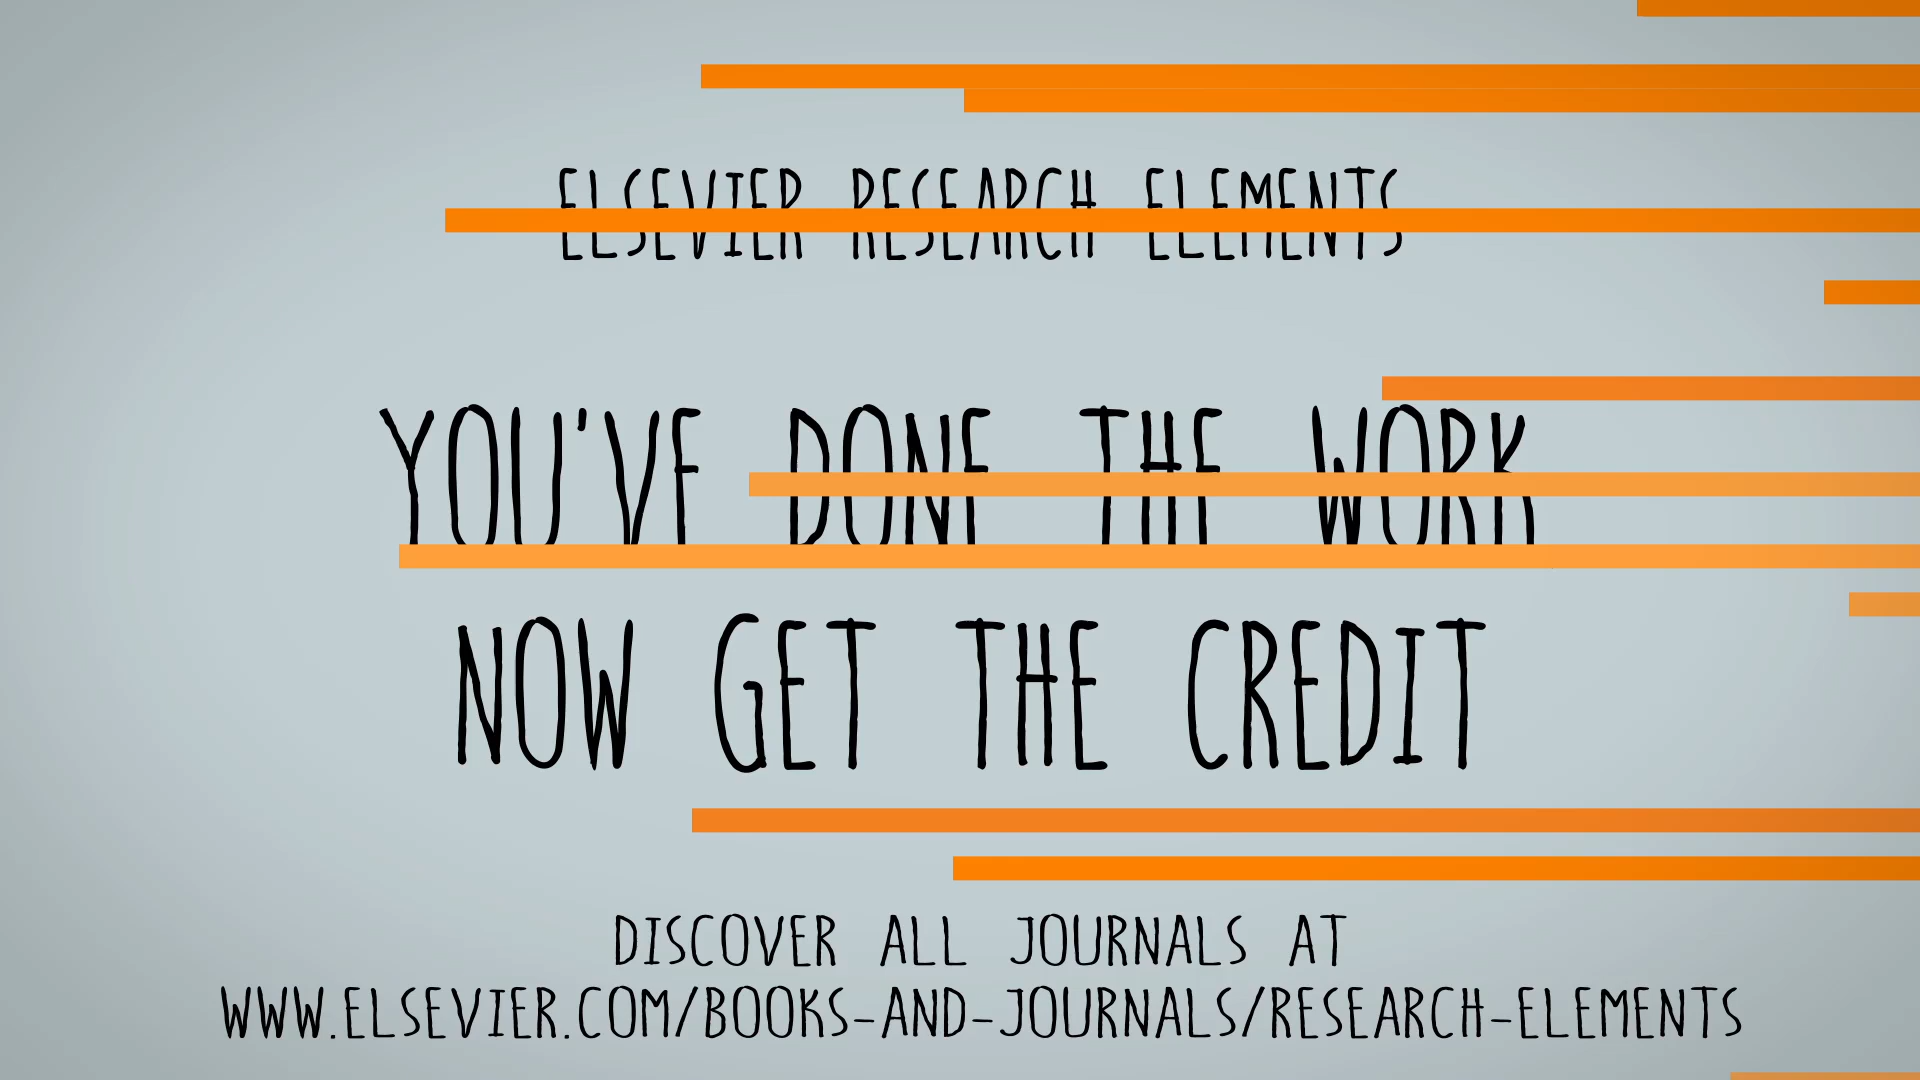 ELSEVIER RESEARCH ELEMENTS
YOU'VE DONE THE WORK
NOW GET THE CREDIT
DISCOVER ALL JOURNALS AT
WWW.ELSEVIER.COM/BOOKS-AND-JOURNALS/RESEARCH-ELEMENTS